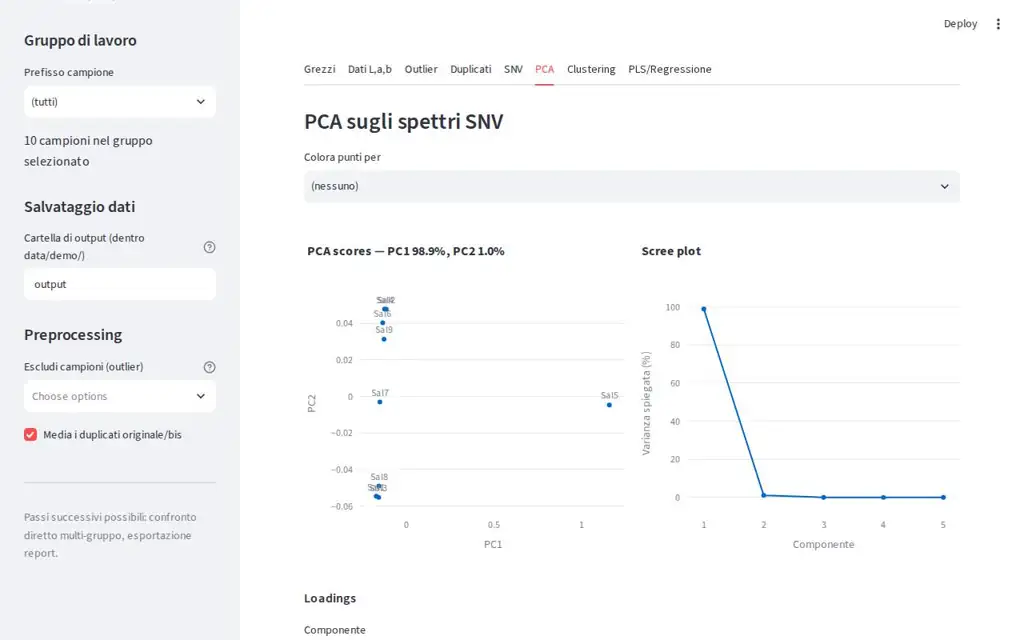 Deploy
Gruppo di lavoro
Prefisso campione
(tutti)
10 campioni nel gruppo
selezionato
Salvataggio dati
Cartella di output (dentro
data/demo/)
output
Preprocessing
Escludi campioni (outlier)
Choose options
Media i duplicati originale/bis
Passi successivi possibili: confronto
diretto multi-gruppo, esportazione
report.
Grezzi Dati L,a,b Outlier Duplicati SNV PCA Clustering PLS/Regressione
PCA sugli spettri SNV
Colora punti per
(nessuno)
PCA scores — PC1 98.9%, PC2 1.0%
Sal6
Sal9
Sal7
Sal5
Sal8
0.04
0.02
0
−0.02
−0.04
−0.06
PC2
0 0.5 1
PC1
Scree plot
100
80
60
40
20
0
Varianza spiegata (%)
1 2 3 4 5
Componente
Loadings
Componente